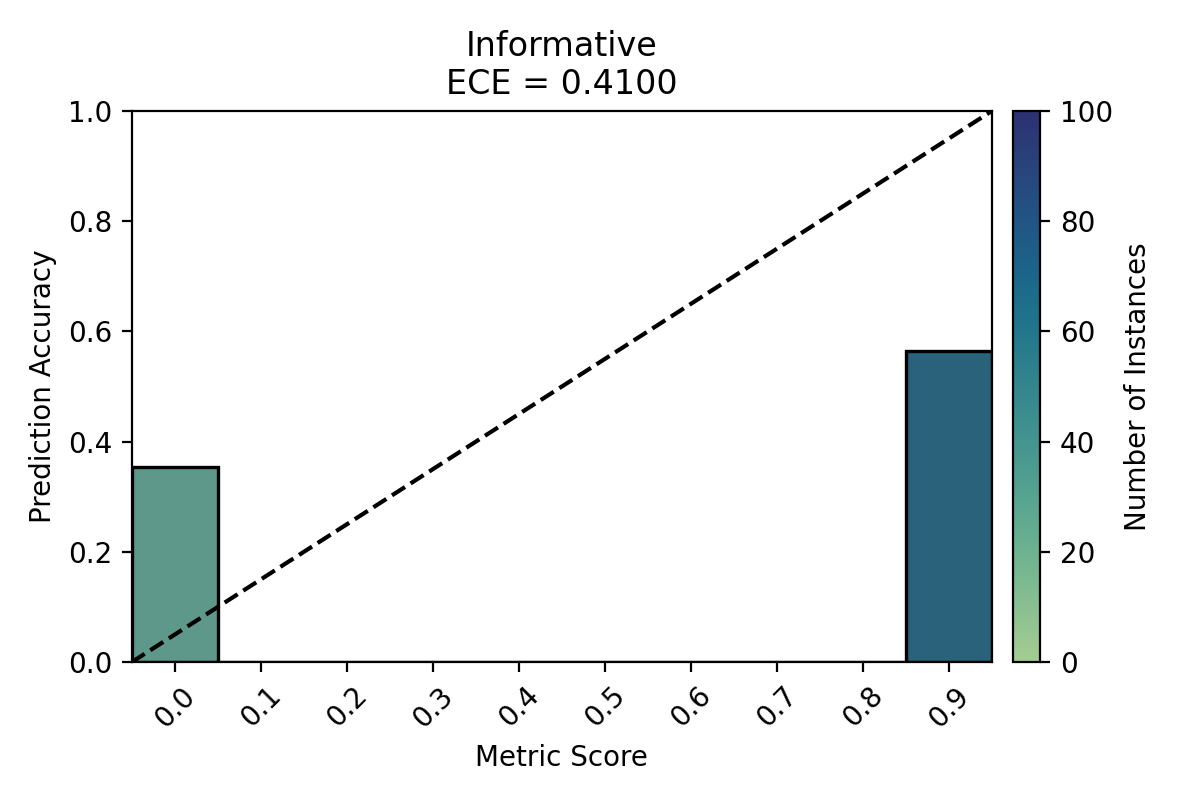 Informative
ECE = 0.4100
1.0
0.8
0.6
0.4
0.2
0.0
Prediction Accuracy
0.0 0.1 0.2 0.3 0.4 0.5 0.6 0.7 0.8 0.9
Metric Score
100
80
60
40
20
0
Number of Instances